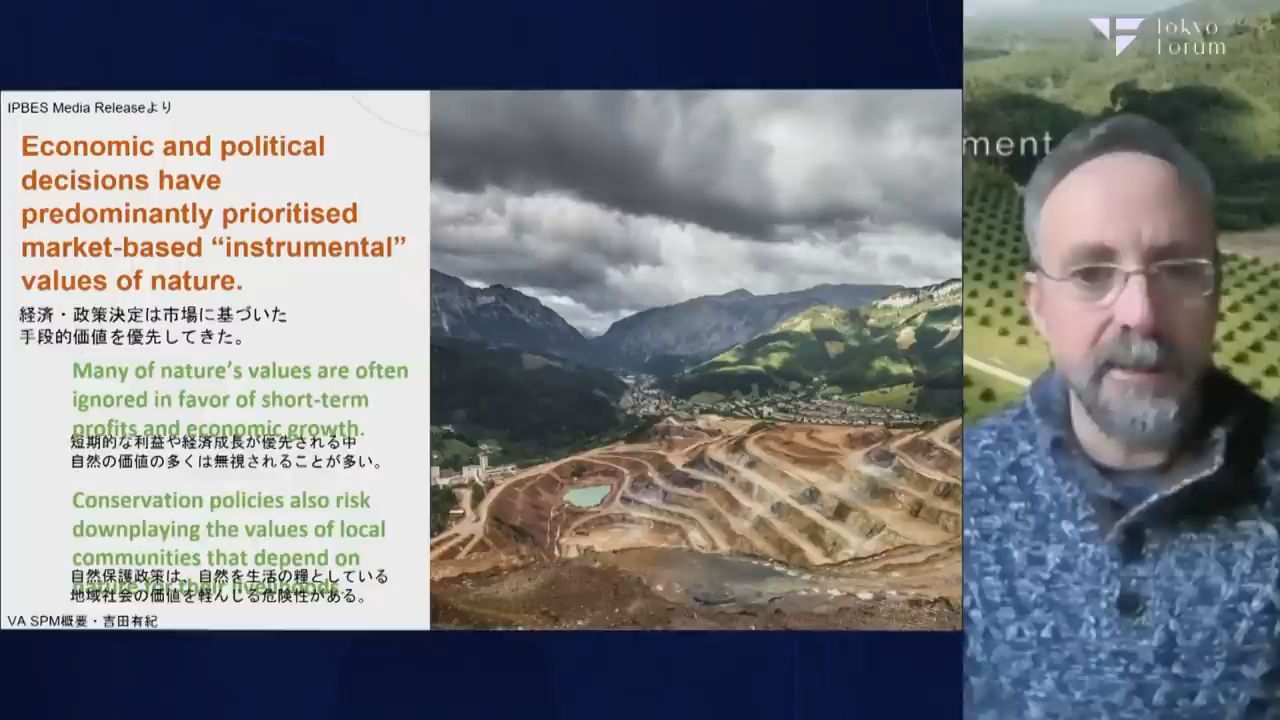 IPBES Media Releaseより
Economic and political
decisions have
predominantly prioritised
market-based “instrumental”
values of nature.
経済・政策決定は市場に基づいた
手段的価値を優先してきた。
Many of nature’s values are often
ignored in favor of short-term
profits and economic growth.
短期的な利益や経済成長が優先される中
自然の価値の多くは無視されることが多い。
Conservation policies also risk
downplaying the values of local
communities that depend on
自然保護政策は、自然を生活の糧としている
地域社会の価値を軽んじる危険性がある。
VA SPM概要・吉田有紀
Tokyo
Forum
ment